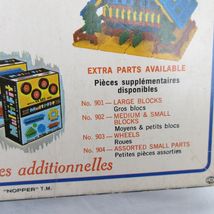 EXTRA PARTS AVAILABLE
Pièces supplémentaires
disponibles
No. 901 — LARGE BLOCKS
Gros blocs
No. 902 — MEDIUM & SMALL
BLOCKS
Moyens & petits blocs
No. 903 — WHEELS
Roues
No. 904 — ASSORTED SMALL PARTS
Petites pièces assorties
es additionnelles
"NOPPER" T.M.